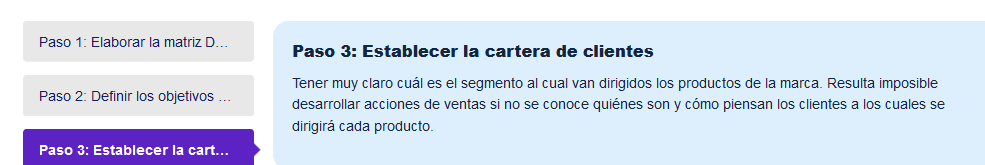 Paso 1: Elaborar la matriz D...
Paso 2: Definir los objetivos ...
Paso 3: Establecer la cart...
Paso 3: Establecer la cartera de clientes
Tener muy claro cuál es el segmento al cual van dirigidos los productos de la marca. Resulta imposible
desarrollar acciones de ventas si no se conoce quiénes son y cómo piensan los clientes a los cuales se
dirigirá cada producto.